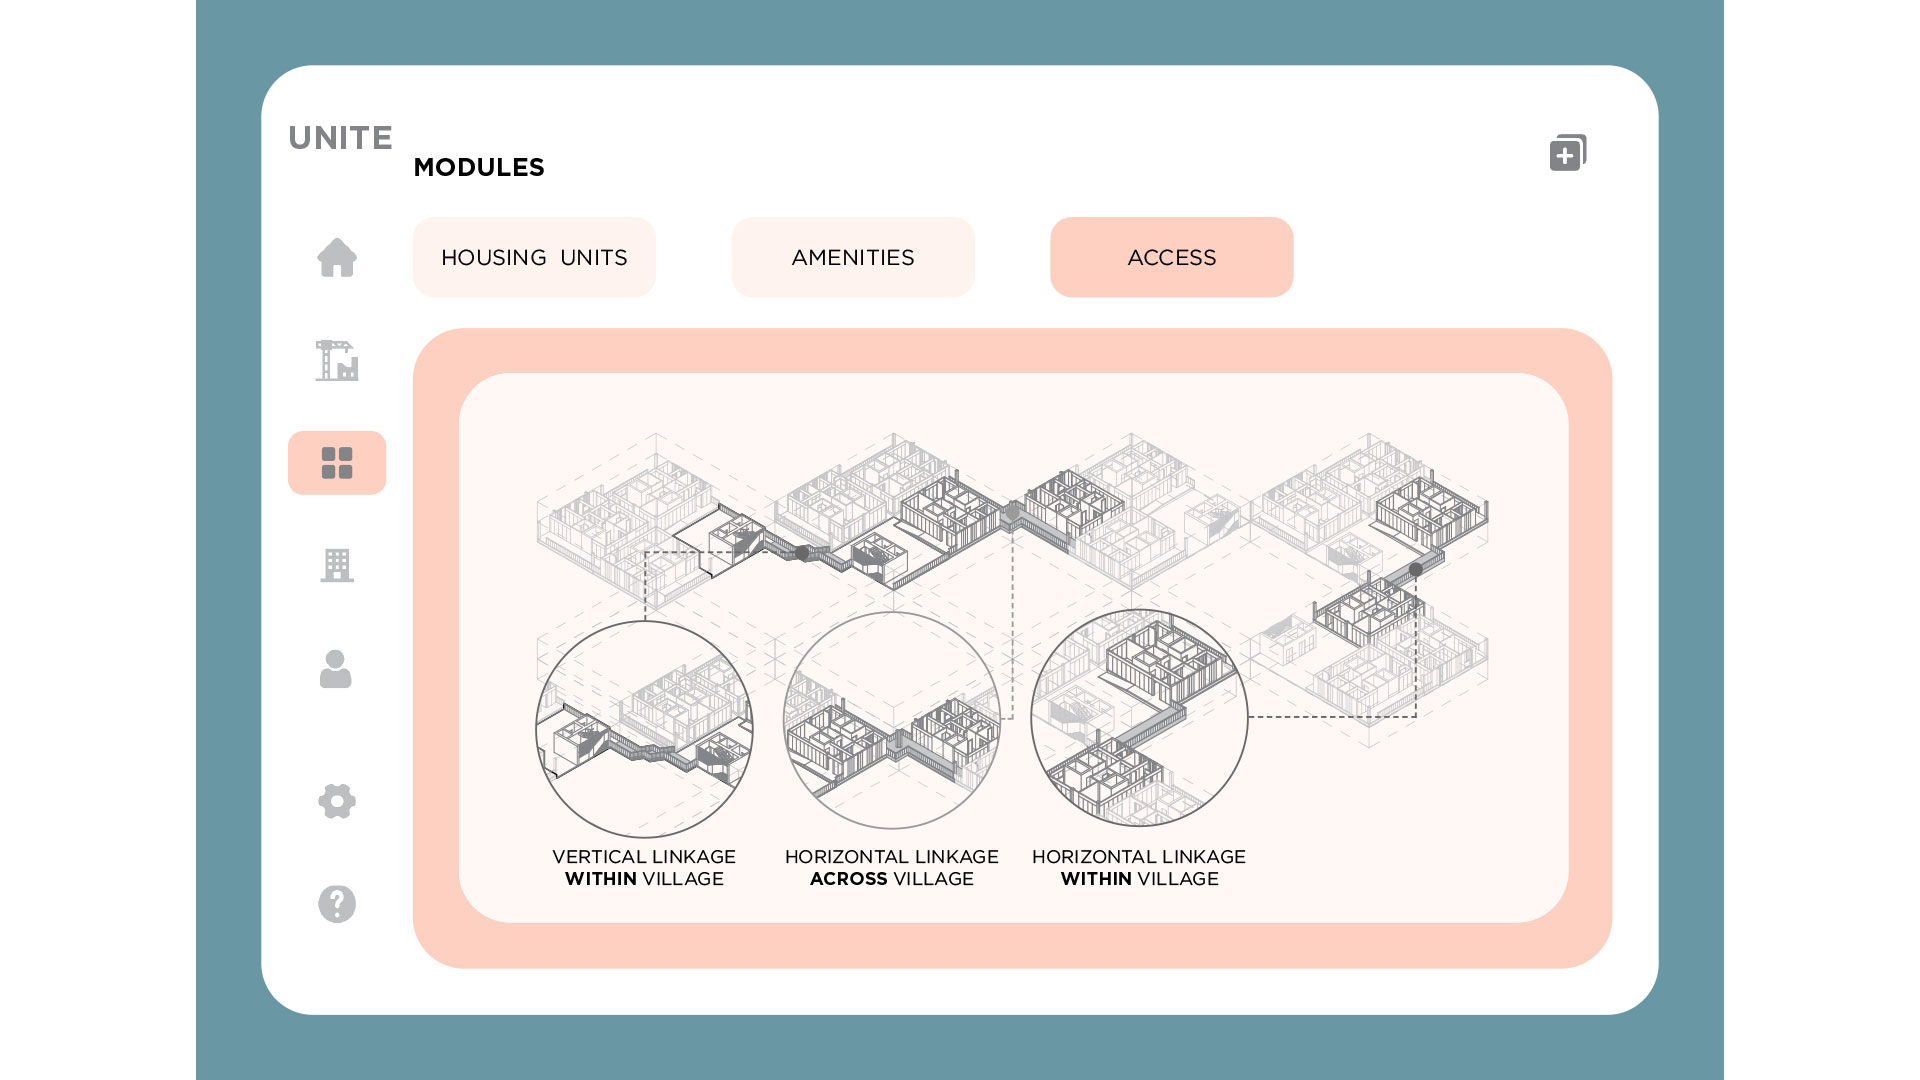 UNITE
MODULES
HOUSING UNITS
AMENITIES
ACCESS
VERTICAL LINKAGE
WITHIN VILLAGE
HORIZONTAL LINKAGE
ACROSS VILLAGE
HORIZONTAL LINKAGE
WITHIN VILLAGE
?